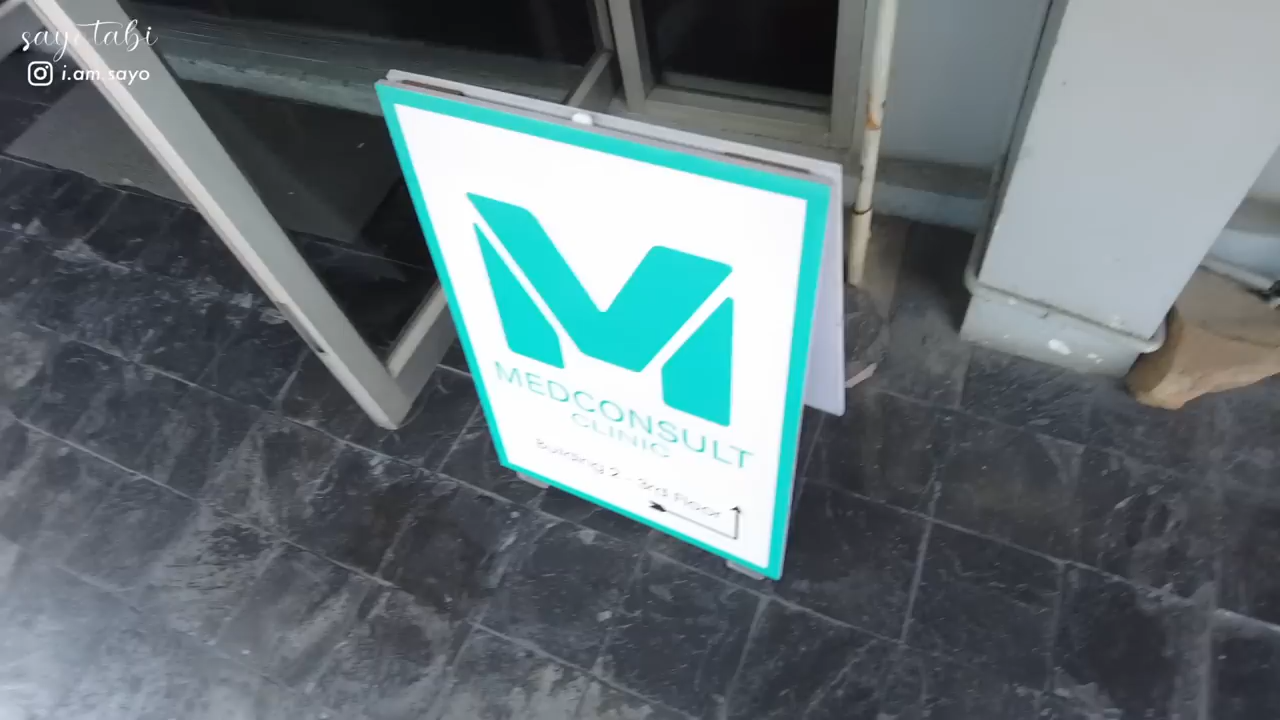 sayo tabi
i.am.sayo
MEDCONSULT
CLINIC
Building 2 - 3rd Floor